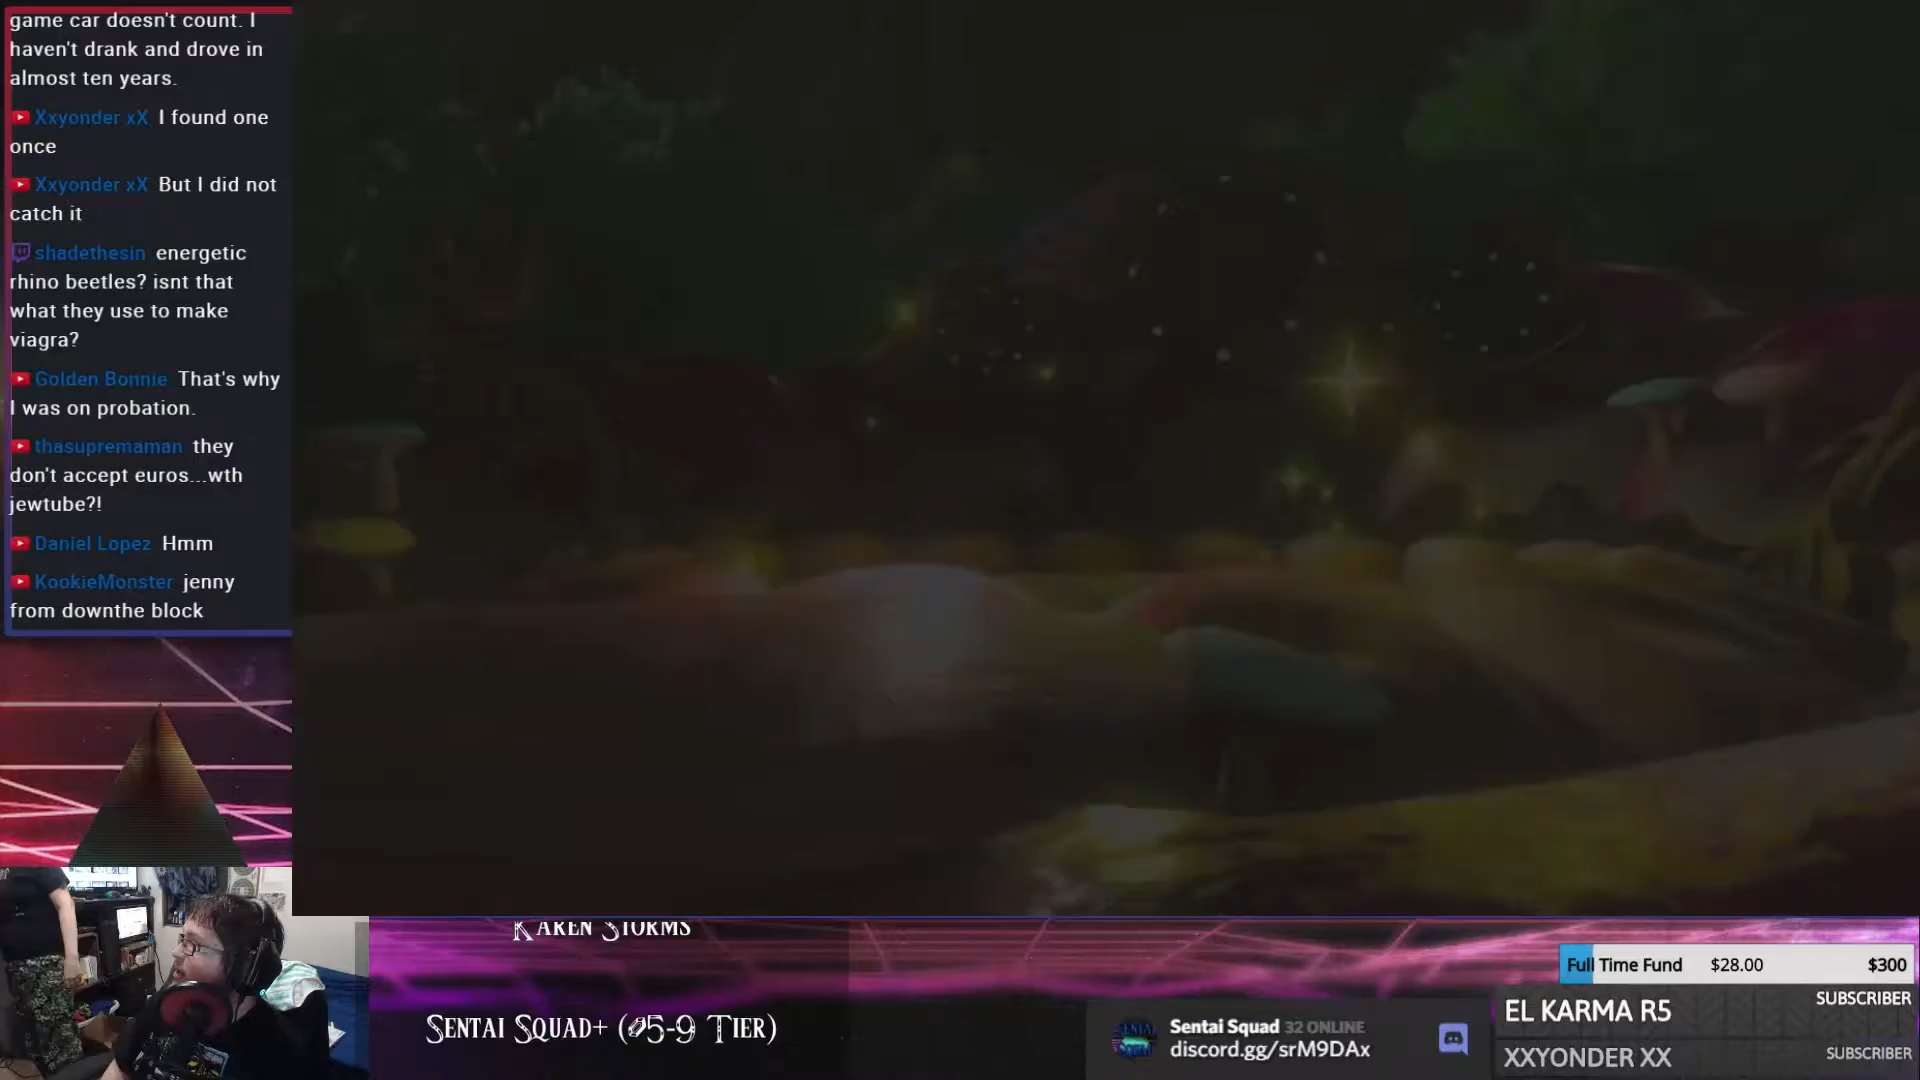 game car doesn't count. I
haven't drank and drove in
almost ten years.
Xxyonder xX I found one
once
Xxyonder xX But I did not
catch it
shadethesin energetic
rhino beetles? isnt that
what they use to make
viagra?
Golden Bonnie That's why
I was on probation.
thasupremaman they
don't accept euros...wth
jewtube?!
Daniel Lopez Hmm
KookieMonster jenny
from downthe block
Karen Storms
Sentai Squad+ ($5-9 Tier)
Sentai Squad 32 ONLINE
discord.gg/srM9DAx
Full Time Fund $28.00 $300
EL KARMA R5 SUBSCRIBER
XXYONDER XX SUBSCRIBER